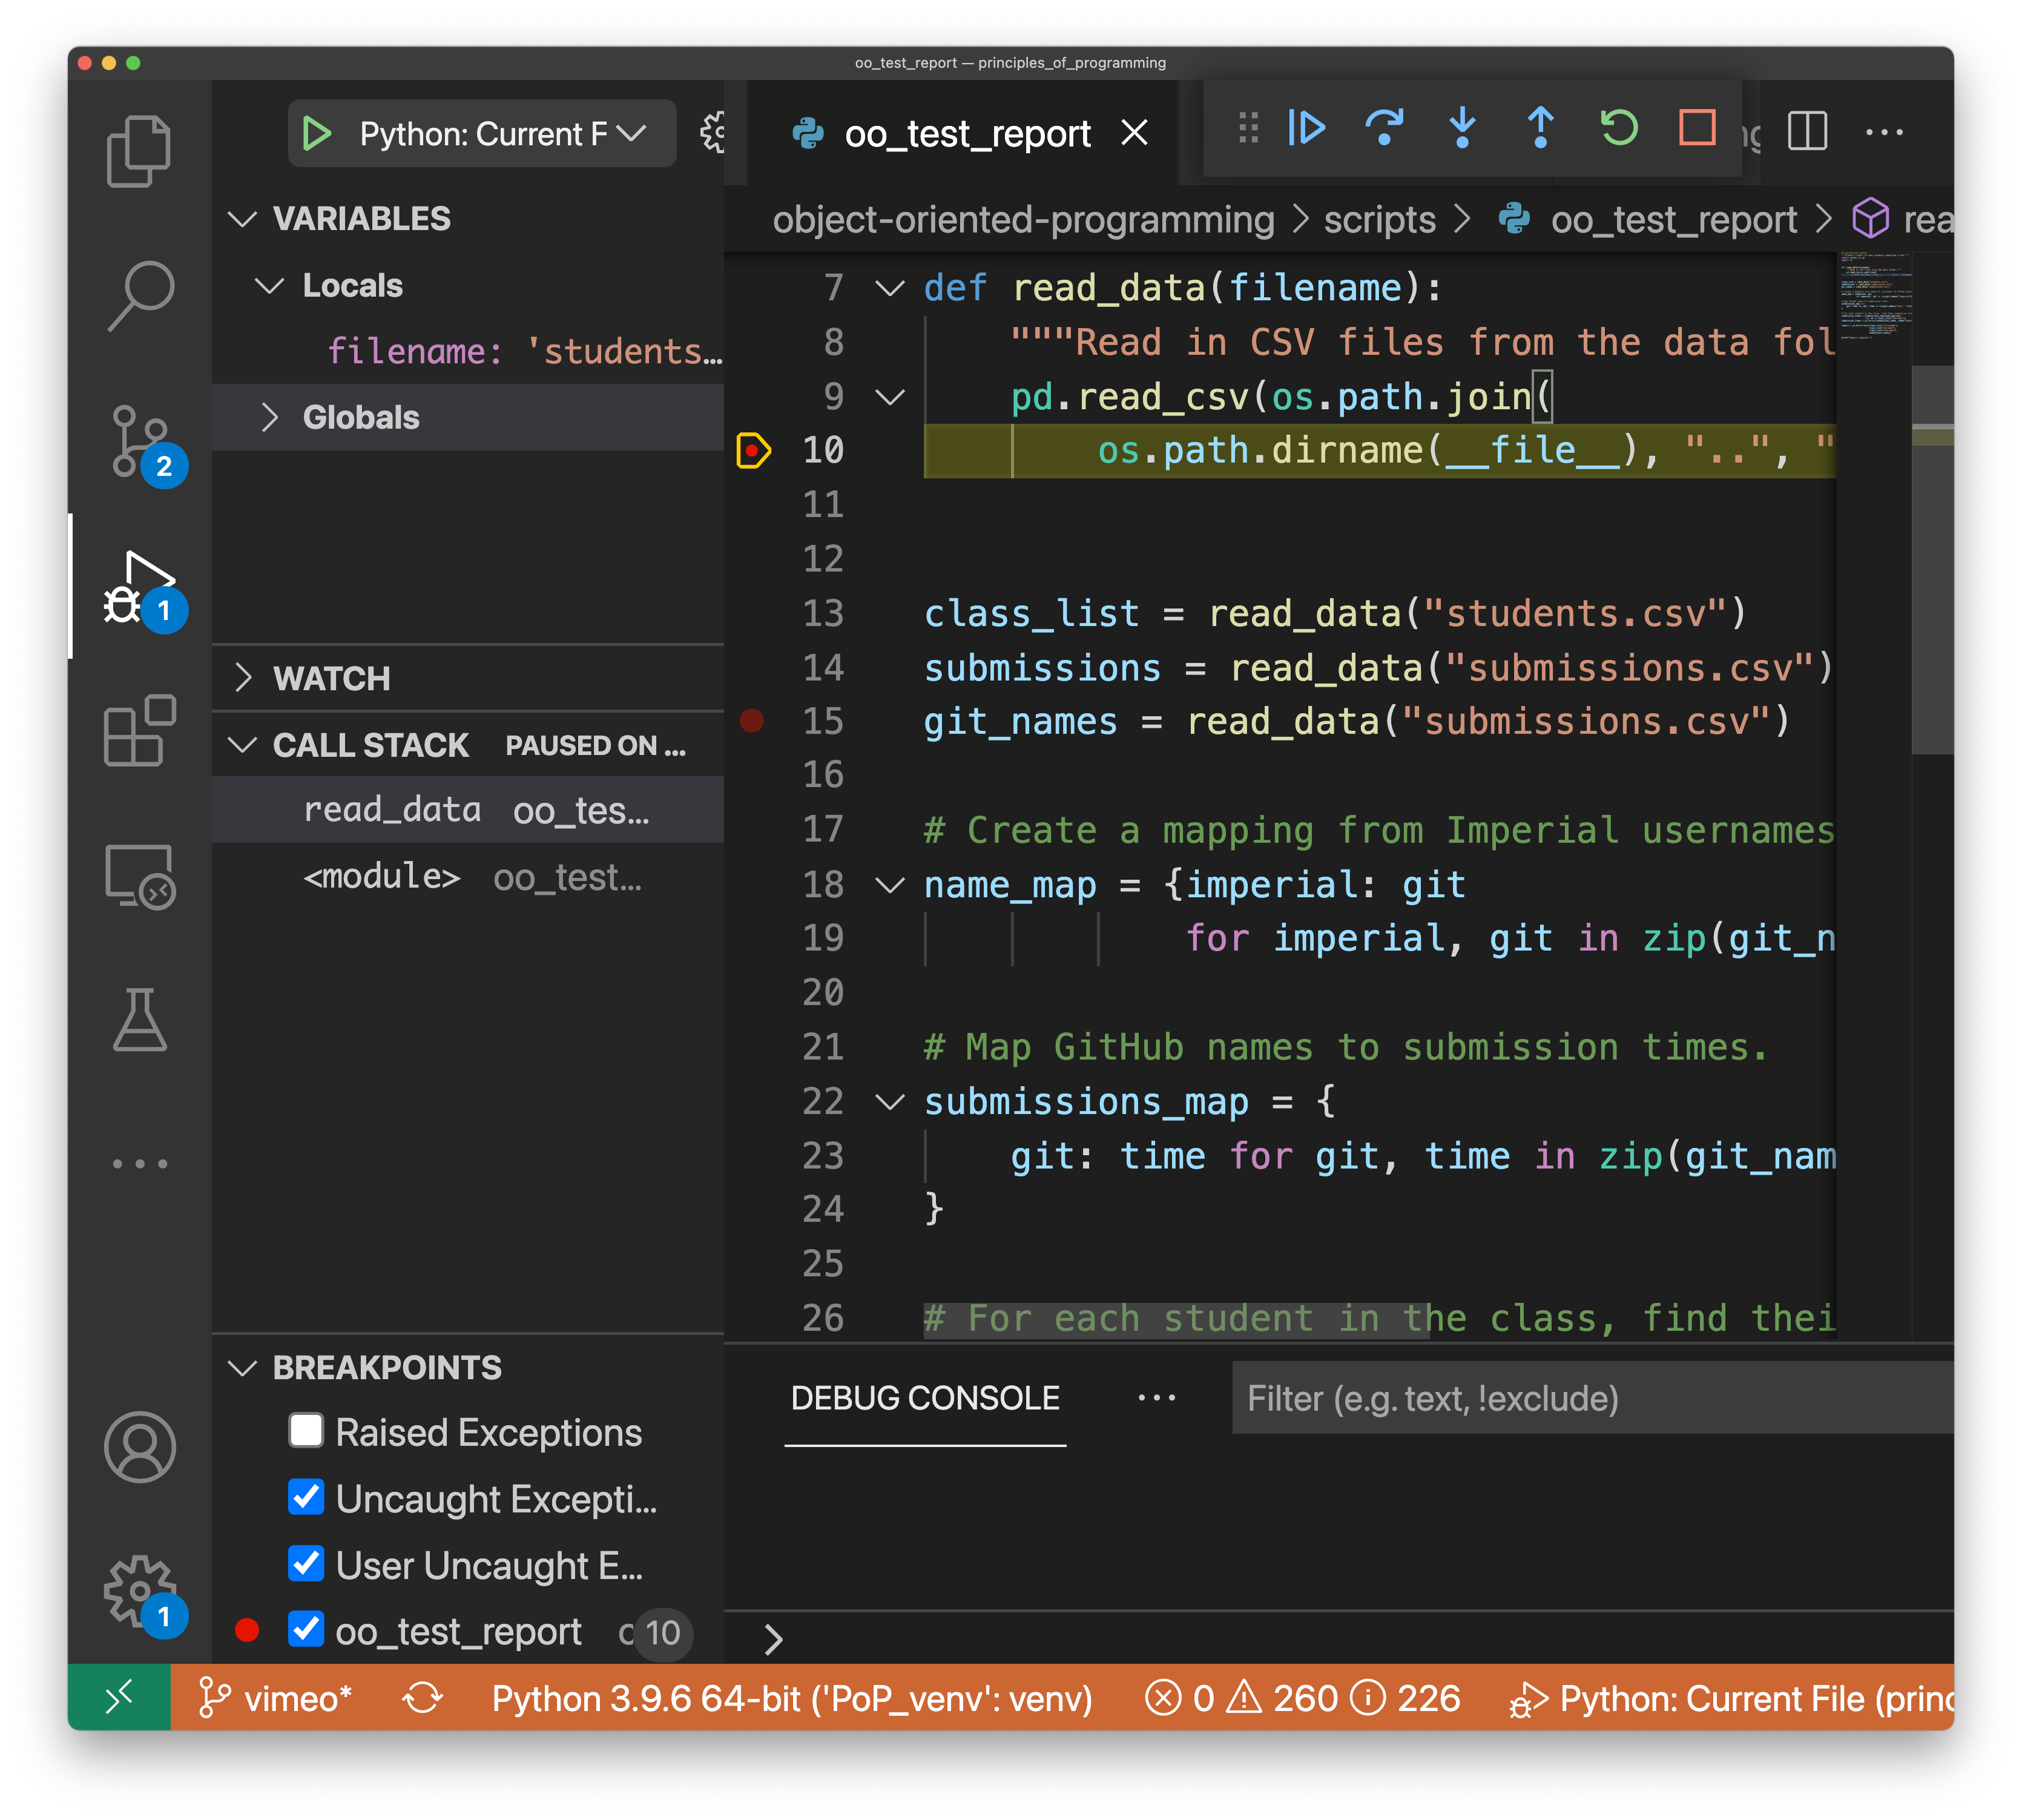 oo_test_report — principles_of_programming
Python: Current F
oo_test_report
object-oriented-programming > scripts > oo_test_report > rea
VARIABLES
Locals
filename: 'students…
Globals
2
1
WATCH
CALL STACK PAUSED ON …
read_data oo_tes…
<module> oo_test…
BREAKPOINTS
Raised Exceptions
Uncaught Excepti…
User Uncaught E…
oo_test_report 10
1
7 def read_data(filename):
8 """Read in CSV files from the data fol
9 pd.read_csv(os.path.join(
10 os.path.dirname(__file__), "..", "
11
12
13 class_list = read_data("students.csv")
14 submissions = read_data("submissions.csv")
15 git_names = read_data("submissions.csv")
16
17 # Create a mapping from Imperial usernames
18 name_map = {imperial: git
19 for imperial, git in zip(git_n
20
21 # Map GitHub names to submission times.
22 submissions_map = {
23 git: time for git, time in zip(git_nam
24 }
25
26 # For each student in the class, find thei
DEBUG CONSOLE
Filter (e.g. text, !exclude)
vimeo* Python 3.9.6 64-bit ('PoP_venv': venv) 0 260 226 Python: Current File (princ